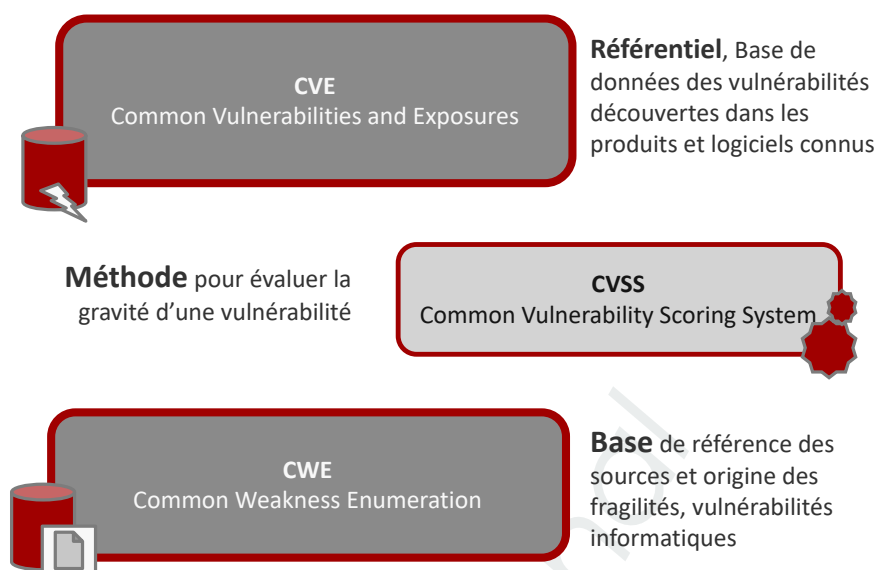 CVE
Common Vulnerabilities and Exposures
Référentiel, Base de
données des vulnérabilités
découvertes dans les
produits et logiciels connus
Méthode pour évaluer la
gravité d'une vulnérabilité
CVSS
Common Vulnerability Scoring System
CWE
Common Weakness Enumeration
Base de référence des
sources et origine des
fragilités, vulnérabilités
informatiques